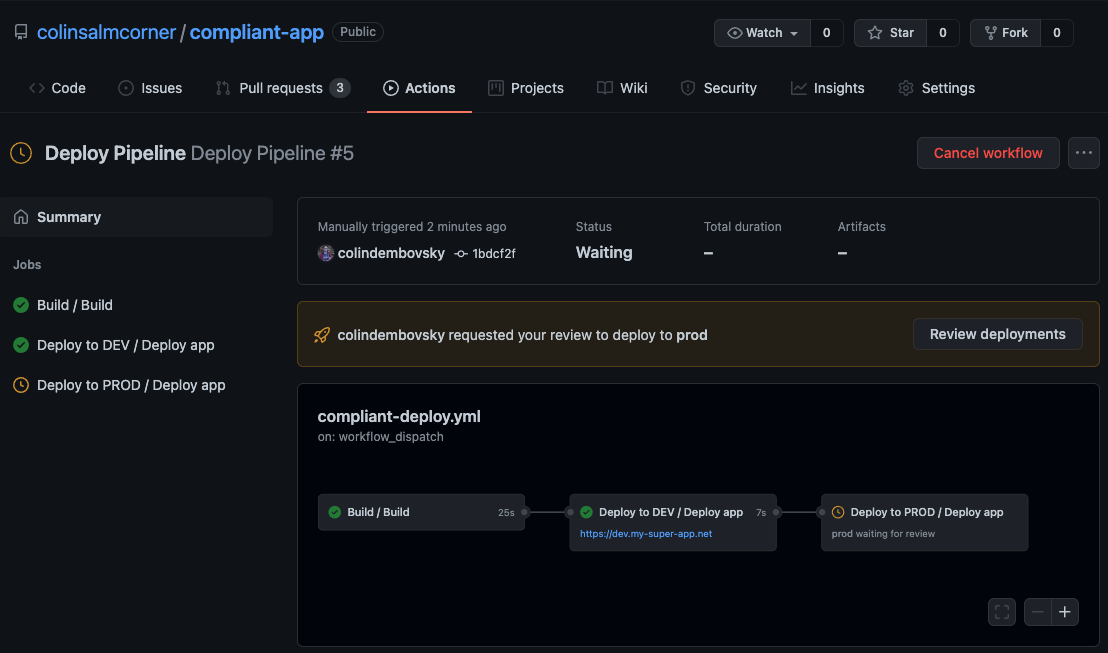 colinsalmcorner / compliant-app Public Watch 0 Star 0 Fork 0
Code Issues Pull requests 3 Actions Projects Wiki Security Insights Settings
Deploy Pipeline Deploy Pipeline #5 Cancel workflow ...
Summary
Jobs
Build / Build
Deploy to DEV / Deploy app
Deploy to PROD / Deploy app
Manually triggered 2 minutes ago Status Total duration Artifacts
colindembovsky 1bdcf2f Waiting – –
colindembovsky requested your review to deploy to prod Review deployments
compliant-deploy.yml
on: workflow_dispatch
Build / Build 25s Deploy to DEV / Deploy app 7s Deploy to PROD / Deploy app
https://dev.my-super-app.net prod waiting for review